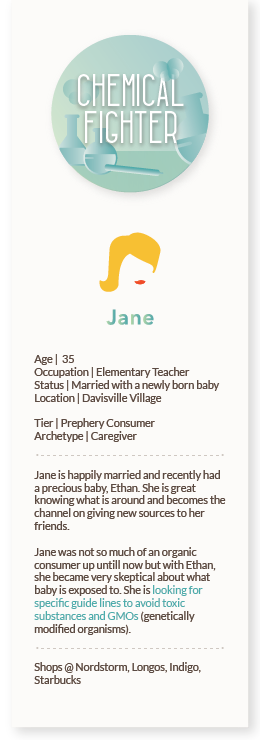 CHEMICAL
FIGHTER
Jane
Age | 35
Occupation | Elementary Teacher
Status | Married with a newly born baby
Location | Davisville Village
Tier | Prephery Consumer
Archetype | Caregiver
Jane is happily married and recently had
a precious baby, Ethan. She is great
knowing what is around and becomes the
channel on giving new sources to her
friends.
Jane was not so much of an organic
consumer up untill now but with Ethan,
she became very skeptical about what
baby is exposed to. She is looking for
specific guide lines to avoid toxic
substances and GMOs (genetically
modified organisms).
Shops @ Nordstorm, Longos, Indigo,
Starbucks